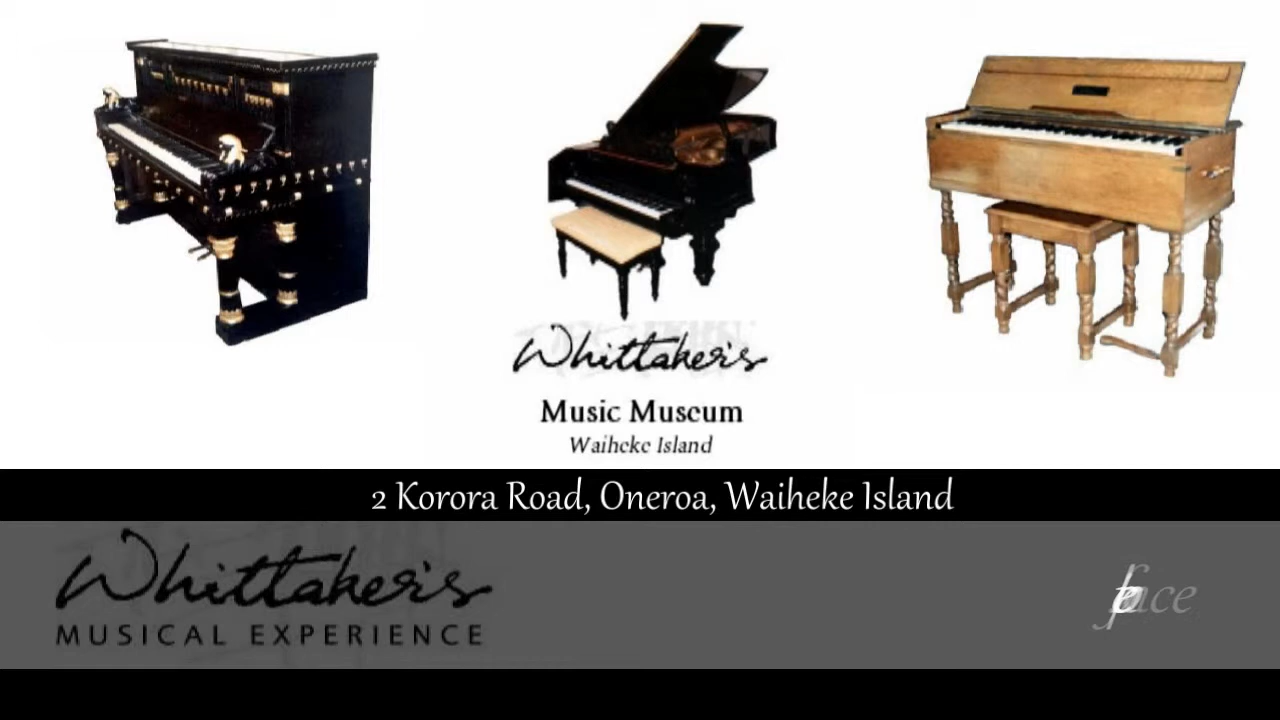 Whittaker's
Music Museum
Waiheke Island
2 Korora Road, Oneroa, Waiheke Island
Whittaker's
MUSICAL EXPERIENCE